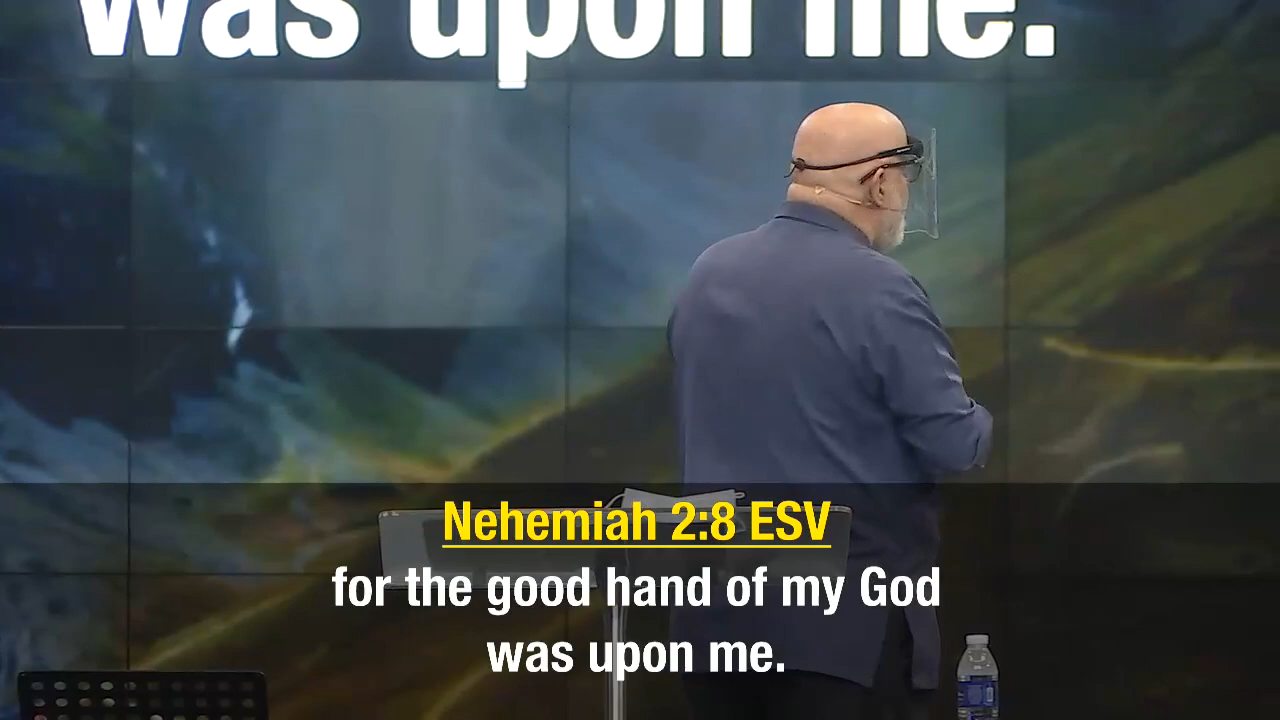 was upon me.
Nehemiah 2:8 ESV
for the good hand of my God
was upon me.